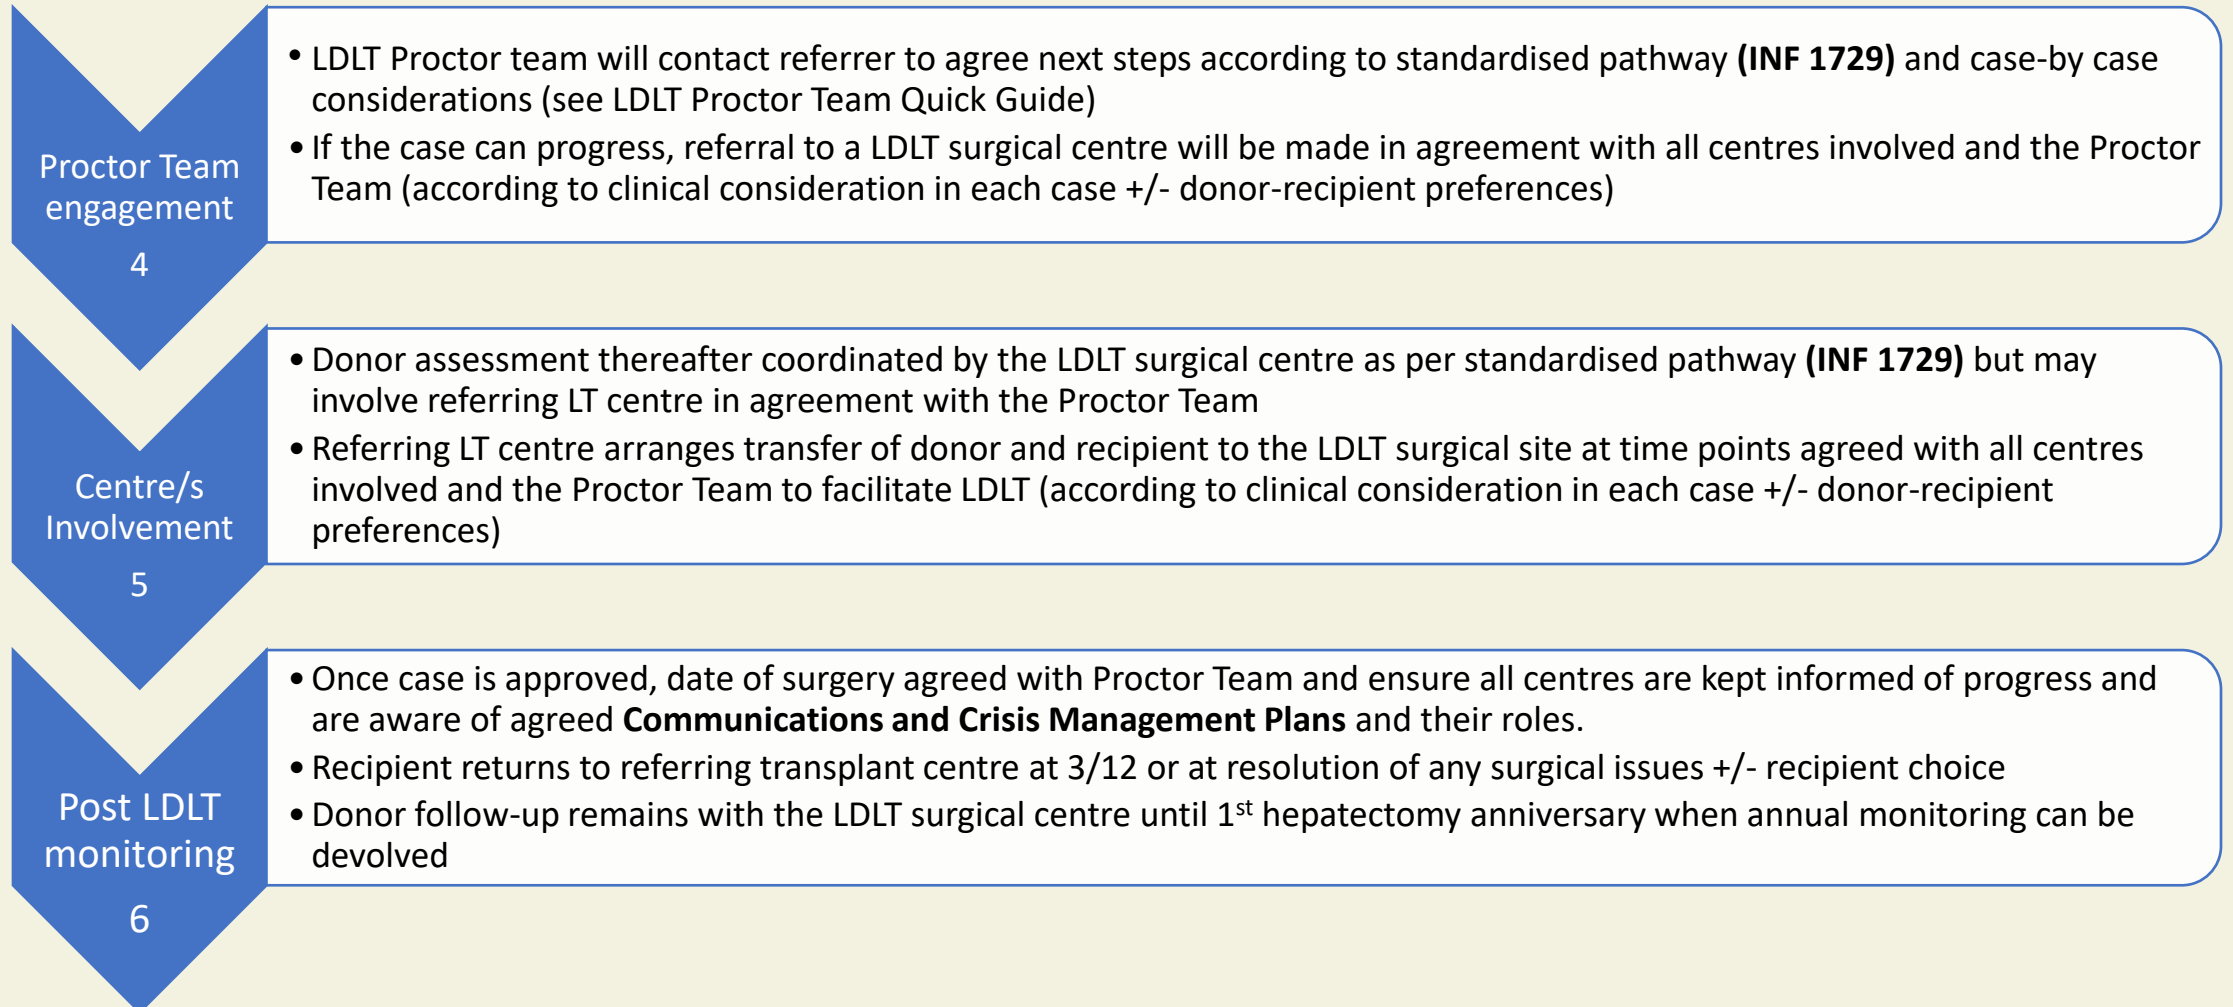 Proctor Team
engagement
4
• LDLT Proctor team will contact referrer to agree next steps according to standardised pathway (INF 1729) and case-by case
considerations (see LDLT Proctor Team Quick Guide)
• If the case can progress, referral to a LDLT surgical centre will be made in agreement with all centres involved and the Proctor
Team (according to clinical consideration in each case +/- donor-recipient preferences)
Centre/s
Involvement
5
• Donor assessment thereafter coordinated by the LDLT surgical centre as per standardised pathway (INF 1729) but may
involve referring LT centre in agreement with the Proctor Team
• Referring LT centre arranges transfer of donor and recipient to the LDLT surgical site at time points agreed with all centres
involved and the Proctor Team to facilitate LDLT (according to clinical consideration in each case +/- donor-recipient
preferences)
Post LDLT
monitoring
6
• Once case is approved, date of surgery agreed with Proctor Team and ensure all centres are kept informed of progress and
are aware of agreed Communications and Crisis Management Plans and their roles.
• Recipient returns to referring transplant centre at 3/12 or at resolution of any surgical issues +/- recipient choice
• Donor follow-up remains with the LDLT surgical centre until 1st hepatectomy anniversary when annual monitoring can be
devolved